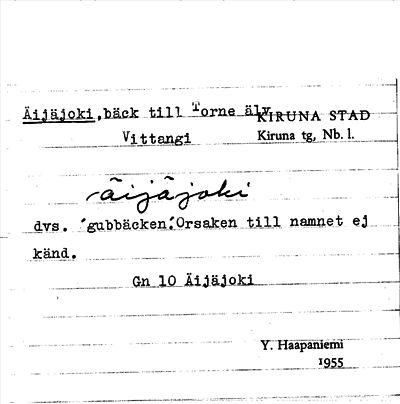 Äijäjoki,bäck till Torne älv KIRUNA STAD
Vittangi Kiruna tg, Nb. l.
äijäjoki
dvs. ´gubbäcken´.Orsaken till namnet ej
känd.
Gn 10 Äijäjoki
Y. Haapaniemi
1955